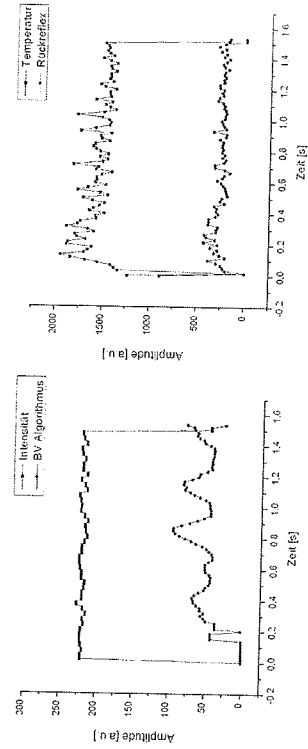 Intensität
BV Algorithmus
300
250
200
150
100
50
0
Amplitude [a.u.]
-0.2 0.0 0.2 0.4 0.6 0.8 1.0 1.2 1.4 1.6
Zeit [s]
Temperatur
Rückreflex
2000
1500
1000
500
0
Amplitude [a.u.]
-0.2 0.0 0.2 0.4 0.6 0.8 1.0 1.2 1.4 1.6
Zeit [s]